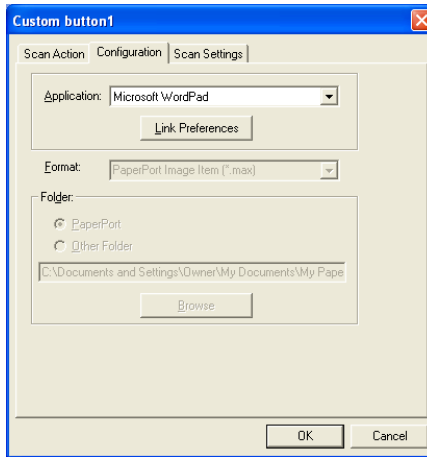 Custom button1
Scan Action Configuration Scan Settings
Application: Microsoft WordPad
Link Preferences
Format: PaperPort Image Item (*.max)
Folder:
PaperPort
Other Folder
C:\Documents and Settings\Owner\My Documents\My Pape
Browse
OK Cancel